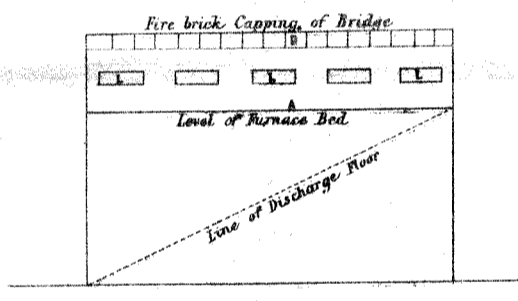 Fire brick Capping, of Bridge
B
L L L
A
Level of Furnace Bed
Line of Discharge Floor